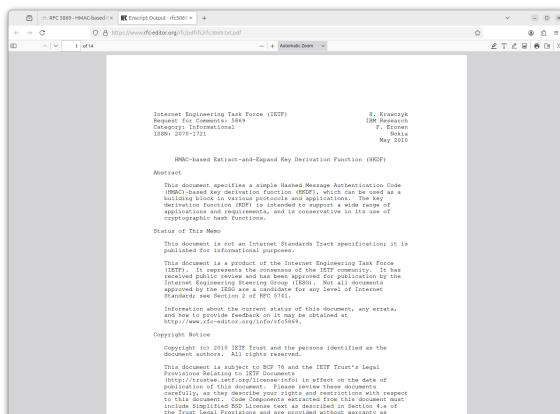 RFC 5869 - HMAC-based E
Enscript Output - rfc5869
https://www.rfc-editor.org/rfc/pdfrfc/rfc5869.txt.pdf
1 of 14
Automatic Zoom
Internet Engineering Task Force (IETF) H. Krawczyk
Request for Comments: 5869 IBM Research
Category: Informational P. Eronen
ISSN: 2070-1721 Nokia
May 2010
HMAC-based Extract-and-Expand Key Derivation Function (HKDF)
Abstract
This document specifies a simple Hashed Message Authentication Code
(HMAC)-based key derivation function (HKDF), which can be used as a
building block in various protocols and applications. The key
derivation function (KDF) is intended to support a wide range of
applications and requirements, and is conservative in its use of
cryptographic hash functions.
Status of This Memo
This document is not an Internet Standards Track specification; it is
published for informational purposes.
This document is a product of the Internet Engineering Task Force
(IETF). It represents the consensus of the IETF community. It has
received public review and has been approved for publication by the
Internet Engineering Steering Group (IESG). Not all documents
approved by the IESG are a candidate for any level of Internet
Standard; see Section 2 of RFC 5741.
Information about the current status of this document, any errata,
and how to provide feedback on it may be obtained at
http://www.rfc-editor.org/info/rfc5869.
Copyright Notice
Copyright (c) 2010 IETF Trust and the persons identified as the
document authors. All rights reserved.
This document is subject to BCP 78 and the IETF Trust's Legal
Provisions Relating to IETF Documents
(http://trustee.ietf.org/license-info) in effect on the date of
publication of this document. Please review these documents
carefully, as they describe your rights and restrictions with respect
to this document. Code Components extracted from this document must
include Simplified BSD License text as described in Section 4.e of
the Trust Legal Provisions and are provided without warranty as